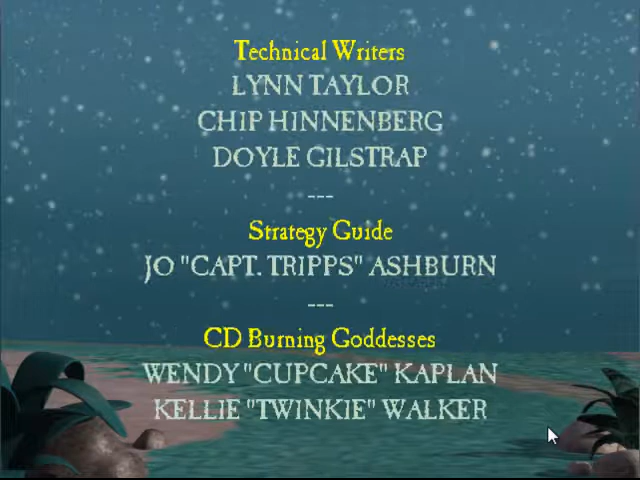 Technical Writers
LYNN TAYLOR
CHIP HINNENBERG
DOYLE GILSTRAP
---
Strategy Guide
JO "CAPT. TRIPPS" ASHBURN
---
CD Burning Goddesses
WENDY "CUPCAKE" KAPLAN
KELLIE "TWINKIE" WALKER